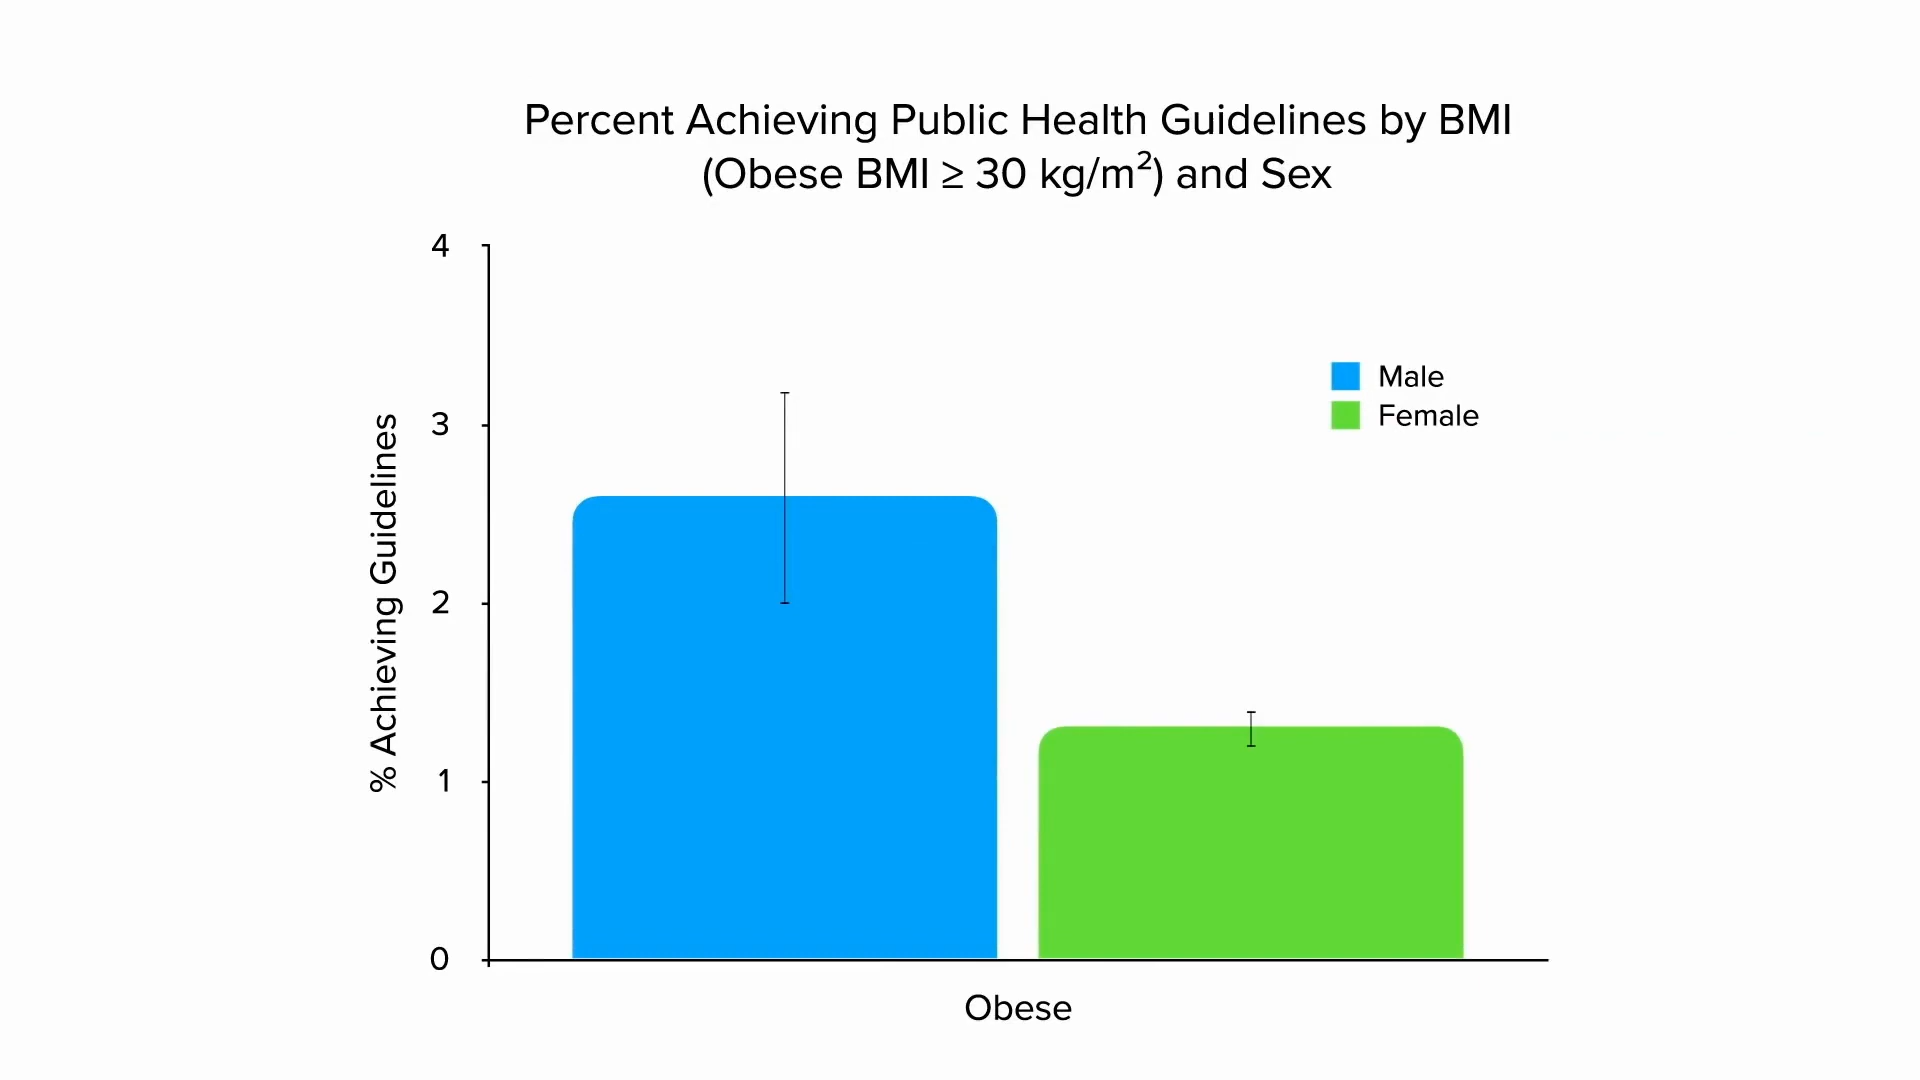 Percent Achieving Public Health Guidelines by BMI
(Obese BMI ≥ 30 kg/m²) and Sex
4
3
2
1
0
% Achieving Guidelines
Male
Female
Obese